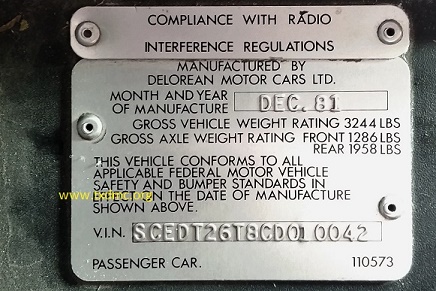 COMPLIANCE WITH RADIO
INTERFERENCE REGULATIONS
MANUFACTURED BY
DELOREAN MOTOR CARS LTD.
MONTH AND YEAR
OF MANUFACTURE DEC. 81
GROSS VEHICLE WEIGHT RATING 3244 LBS
GROSS AXLE WEIGHT RATING FRONT 1286 LBS
REAR 1958 LBS
THIS VEHICLE CONFORMS TO ALL
APPLICABLE FEDERAL MOTOR VEHICLE
SAFETY AND BUMPER STANDARDS IN
ON THE DATE OF MANUFACTURE
SHOWN ABOVE.
V.I.N. SCEDT26T8CD010042
PASSENGER CAR. 110573